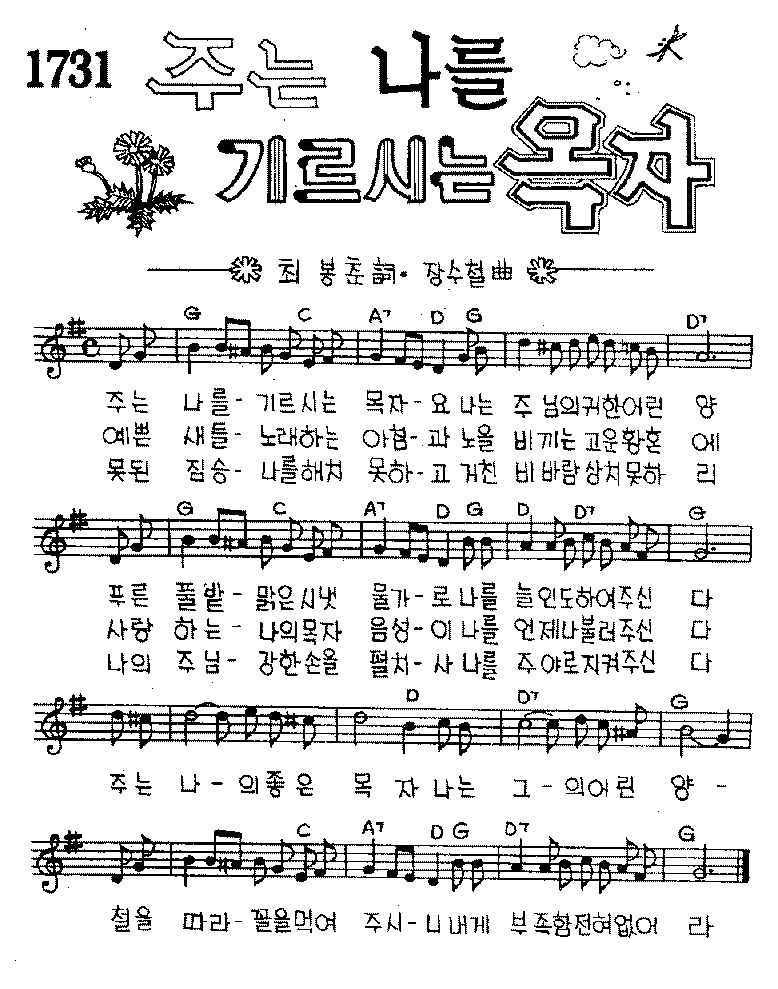 1731 주는 나를
기르시는 목자
최 봉춘詞・장수철曲
G C A7 D G D7
주는 나를- 기르시는 목자-요 나는 주님의귀한어린 양
예쁜 새들- 노래하는 아침-과 노을 비끼는고운황혼 에
못된 짐승- 나를해치 못하-고 거친 비바람상치못하 리
G C A7 D G D D7 G
푸른 풀밭- 맑은시냇 물가-로 나를 늘인도하여주신 다
사랑 하는- 나의목자 음성-이 나를 언제나불러주신 다
나의 주님- 강한손을 펼치-사 나를 주야로지켜주신 다
D D7 G
주는 나-의좋은 목 자 나는 그-의어린 양-
C A7 D G D7 G
철을 따라-꼴을먹여 주시-니내게 부족함전혀없어 라